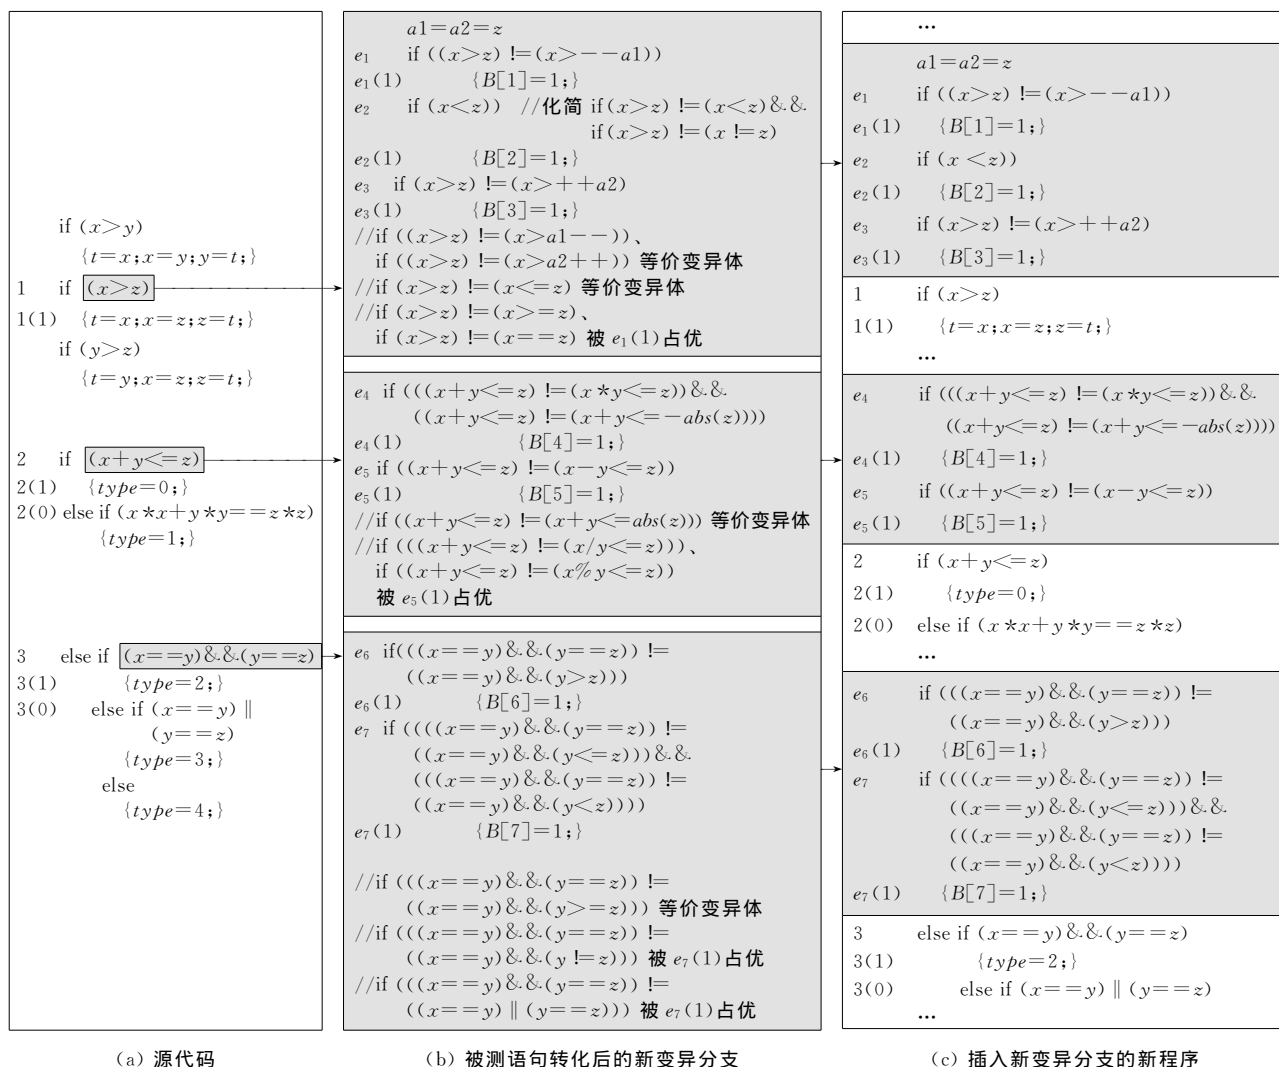 if (x>y)
{t=x;x=y;y=t;}
1 if (x>z)
1(1) {t=x;x=z;z=t;}
if (y>z)
{t=y;x=z;z=t;}
2 if (x+y<=z)
2(1) {type=0;}
2(0) else if (x*x+y*y==z*z)
{type=1;}
3 else if (x==y)&&(y==z)
3(1) {type=2;}
3(0) else if (x==y) ||
(y==z)
{type=3;}
else
{type=4;}
(a) 源代码
a1=a2=z
e1 if ((x>z) !=(x>--a1))
e1(1) {B[1]=1;}
e2 if (x<z)) //化简 if(x>z) !=(x<z)&&
if(x>z) !=(x !=z)
e2(1) {B[2]=1;}
e3 if (x>z) !=(x>++a2)
e3(1) {B[3]=1;}
//if ((x>z) !=(x>a1--))、
if ((x>z) !=(x>a2++)) 等价变异体
//if (x>z) !=(x<=z) 等价变异体
//if (x>z) !=(x>=z)、
if (x>z) !=(x==z) 被 e1(1)占优
e4 if (((x+y<=z) !=(x*y<=z))&&
((x+y<=z) !=(x+y<=-abs(z))))
e4(1) {B[4]=1;}
e5 if ((x+y<=z) !=(x-y<=z))
e5(1) {B[5]=1;}
//if ((x+y<=z) !=(x+y<=abs(z))) 等价变异体
//if (((x+y<=z) !=(x/y<=z)))、
if ((x+y<=z) !=(x%y<=z))
被 e5(1)占优
e6 if(((x==y)&&(y==z)) !=
((x==y)&&(y>z)))
e6(1) {B[6]=1;}
e7 if ((((x==y)&&(y==z)) !=
((x==y)&&(y<=z)))&&
(((x==y)&&(y==z)) !=
((x==y)&&(y<z))))
e7(1) {B[7]=1;}
//if (((x==y)&&(y==z)) !=
((x==y)&&(y>=z))) 等价变异体
//if (((x==y)&&(y==z)) !=
((x==y)&&(y !=z))) 被 e7(1)占优
//if (((x==y)&&(y==z)) !=
((x==y) || (y==z))) 被 e7(1)占优
(b) 被测语句转化后的新变异分支
…
a1=a2=z
e1 if ((x>z) !=(x>--a1))
e1(1) {B[1]=1;}
e2 if (x <z))
e2(1) {B[2]=1;}
e3 if (x>z) !=(x>++a2)
e3(1) {B[3]=1;}
1 if (x>z)
1(1) {t=x;x=z;z=t;}
…
e4 if (((x+y<=z) !=(x*y<=z))&&
((x+y<=z) !=(x+y<=-abs(z))))
e4(1) {B[4]=1;}
e5 if ((x+y<=z) !=(x-y<=z))
e5(1) {B[5]=1;}
2 if (x+y<=z)
2(1) {type=0;}
2(0) else if (x*x+y*y==z*z)
…
e6 if (((x==y)&&(y==z)) !=
((x==y)&&(y>z)))
e6(1) {B[6]=1;}
e7 if ((((x==y)&&(y==z)) !=
((x==y)&&(y<=z)))&&
(((x==y)&&(y==z)) !=
((x==y)&&(y<z))))
e7(1) {B[7]=1;}
3 else if (x==y)&&(y==z)
3(1) {type=2;}
3(0) else if (x==y) || (y==z)
…
(c) 插入新变异分支的新程序